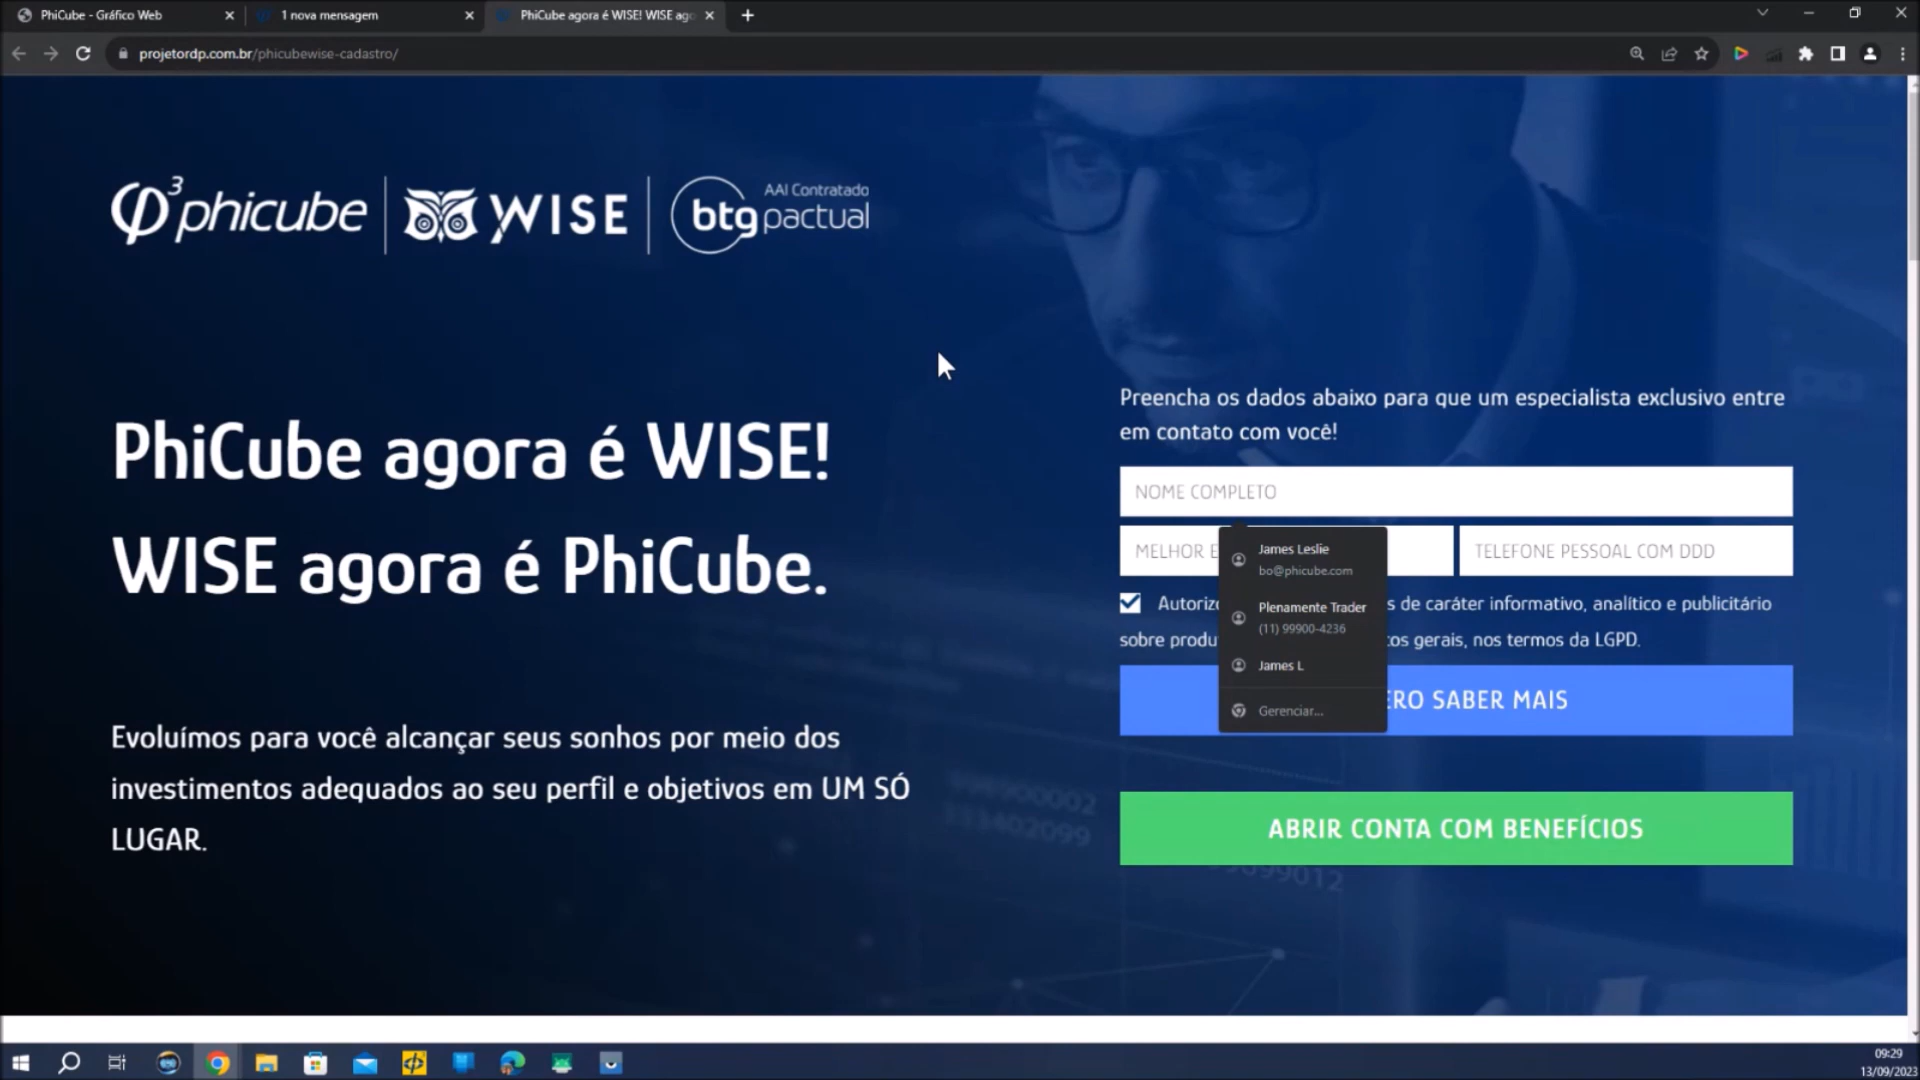 PhiCube - Gráfico Web
1 nova mensagem
PhiCube agora é WISE! WISE ago
projetordp.com.br/phicubewise-cadastro/
φ3phicube
WISE
AAI Contratado
btg pactual
PhiCube agora é WISE!
WISE agora é PhiCube.
Evoluímos para você alcançar seus sonhos por meio dos
investimentos adequados ao seu perfil e objetivos em UM SÓ
LUGAR.
Preencha os dados abaixo para que um especialista exclusivo entre
em contato com você!
NOME COMPLETO
MELHOR E
TELEFONE PESSOAL COM DDD
James Leslie
bo@phicube.com
Plenamente Trader
(11) 99900-4236
James L
Gerenciar...
Autoriz
s de caráter informativo, analítico e publicitário
sobre produ
tos gerais, nos termos da LGPD.
ERO SABER MAIS
ABRIR CONTA COM BENEFÍCIOS
09:29
13/09/2023